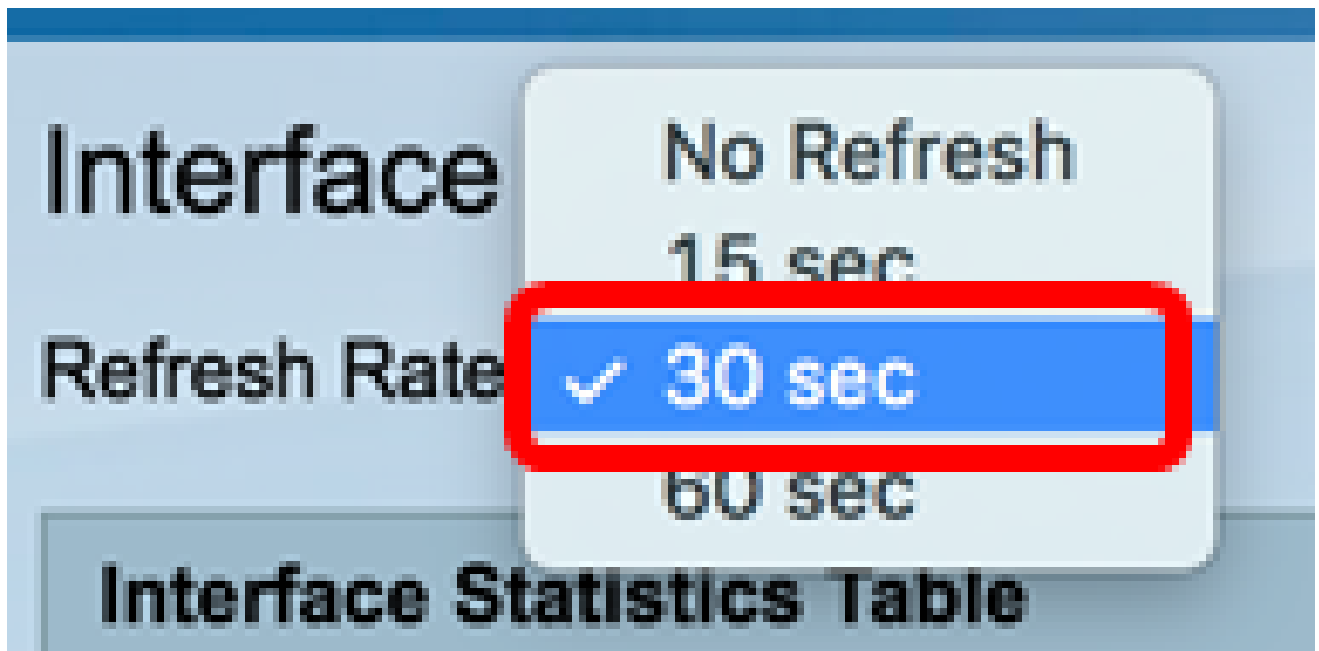 Interface
No Refresh
15 sec
Refresh Rate
✓ 30 sec
60 sec
Interface Statistics Table